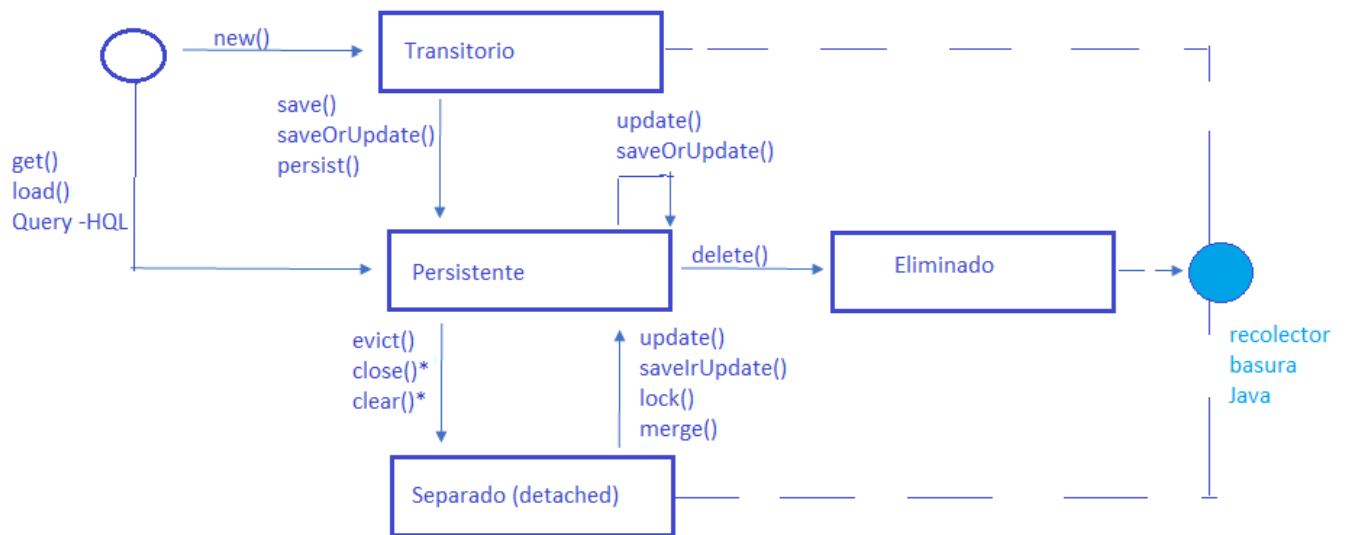 new()
Transitorio
save()
saveOrUpdate()
persist()
update()
saveOrUpdate()
get()
load()
Query -HQL
Persistente
delete()
Eliminado
evict()
close()*
clear()*
update()
saveIrUpdate()
lock()
merge()
recolector
basura
Java
Separado (detached)